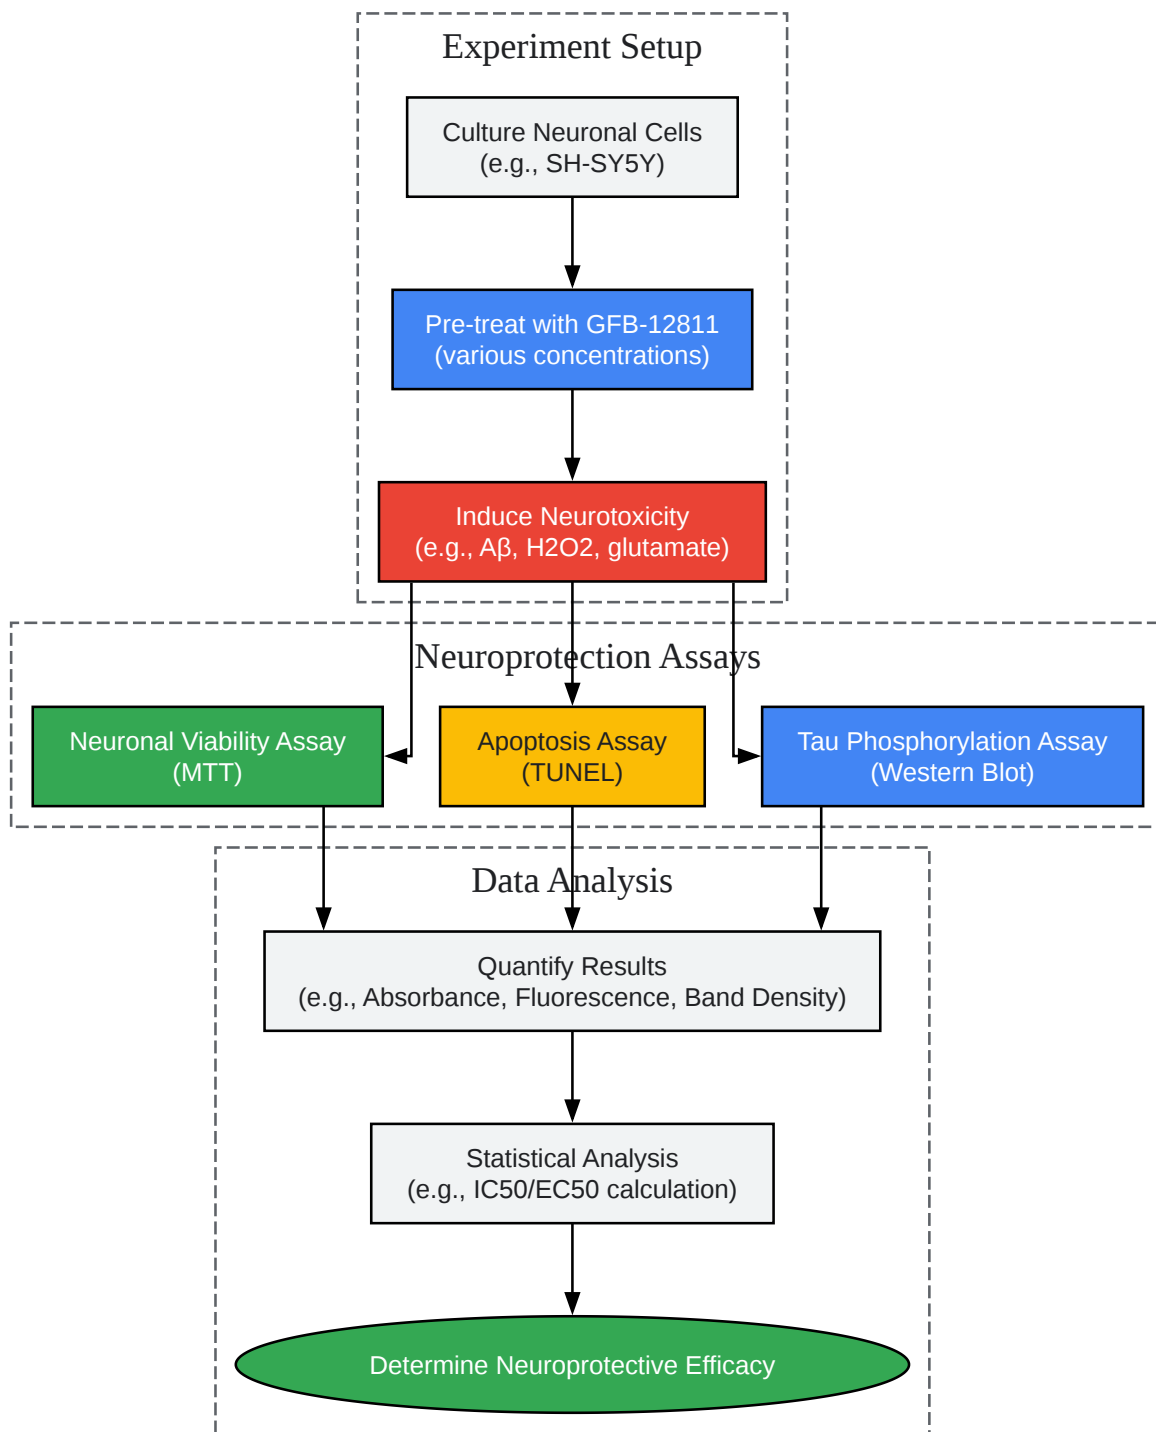 Experiment Setup
Culture Neuronal Cells
(e.g., SH-SY5Y)
Pre-treat with GFB-12811
(various concentrations)
Induce Neurotoxicity
(e.g., Aβ, H2O2, glutamate)
Neuroprotection Assays
Neuronal Viability Assay
(MTT)
Apoptosis Assay
(TUNEL)
Tau Phosphorylation Assay
(Western Blot)
Data Analysis
Quantify Results
(e.g., Absorbance, Fluorescence, Band Density)
Statistical Analysis
(e.g., IC50/EC50 calculation)
Determine Neuroprotective Efficacy